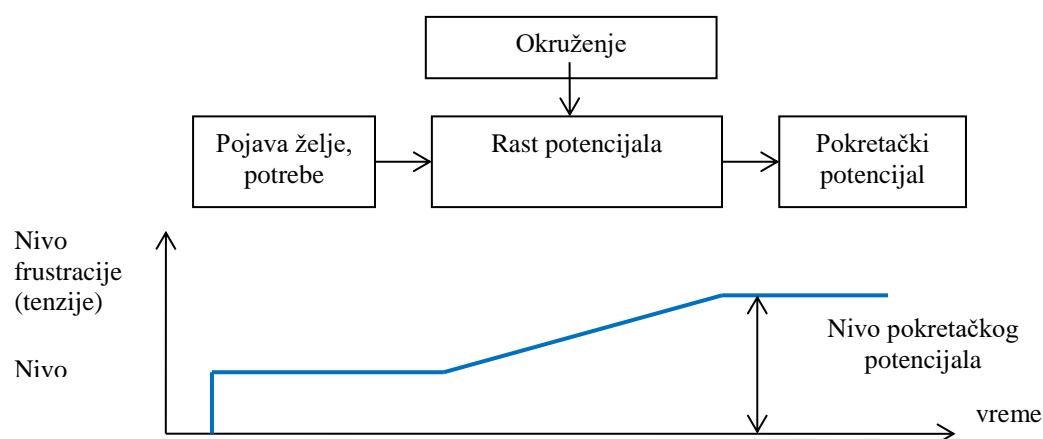 Okruženje
Pojava želje,
potrebe
Rast potencijala
Pokretački
potencijal
Nivo
frustracije
(tenzije)
Nivo
Nivo pokretačkog
potencijala
vreme